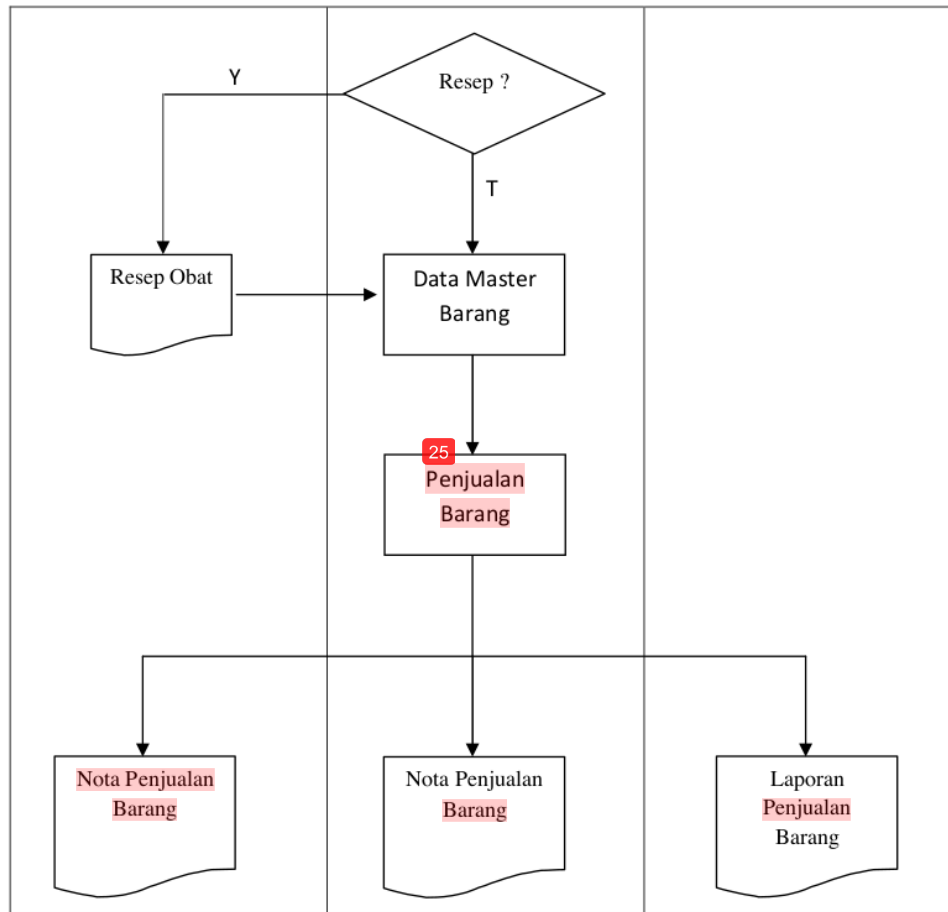 Resep ?
Y
T
Resep Obat
Data Master
Barang
25
Penjualan
Barang
Nota Penjualan
Barang
Nota Penjualan
Barang
Laporan
Penjualan
Barang